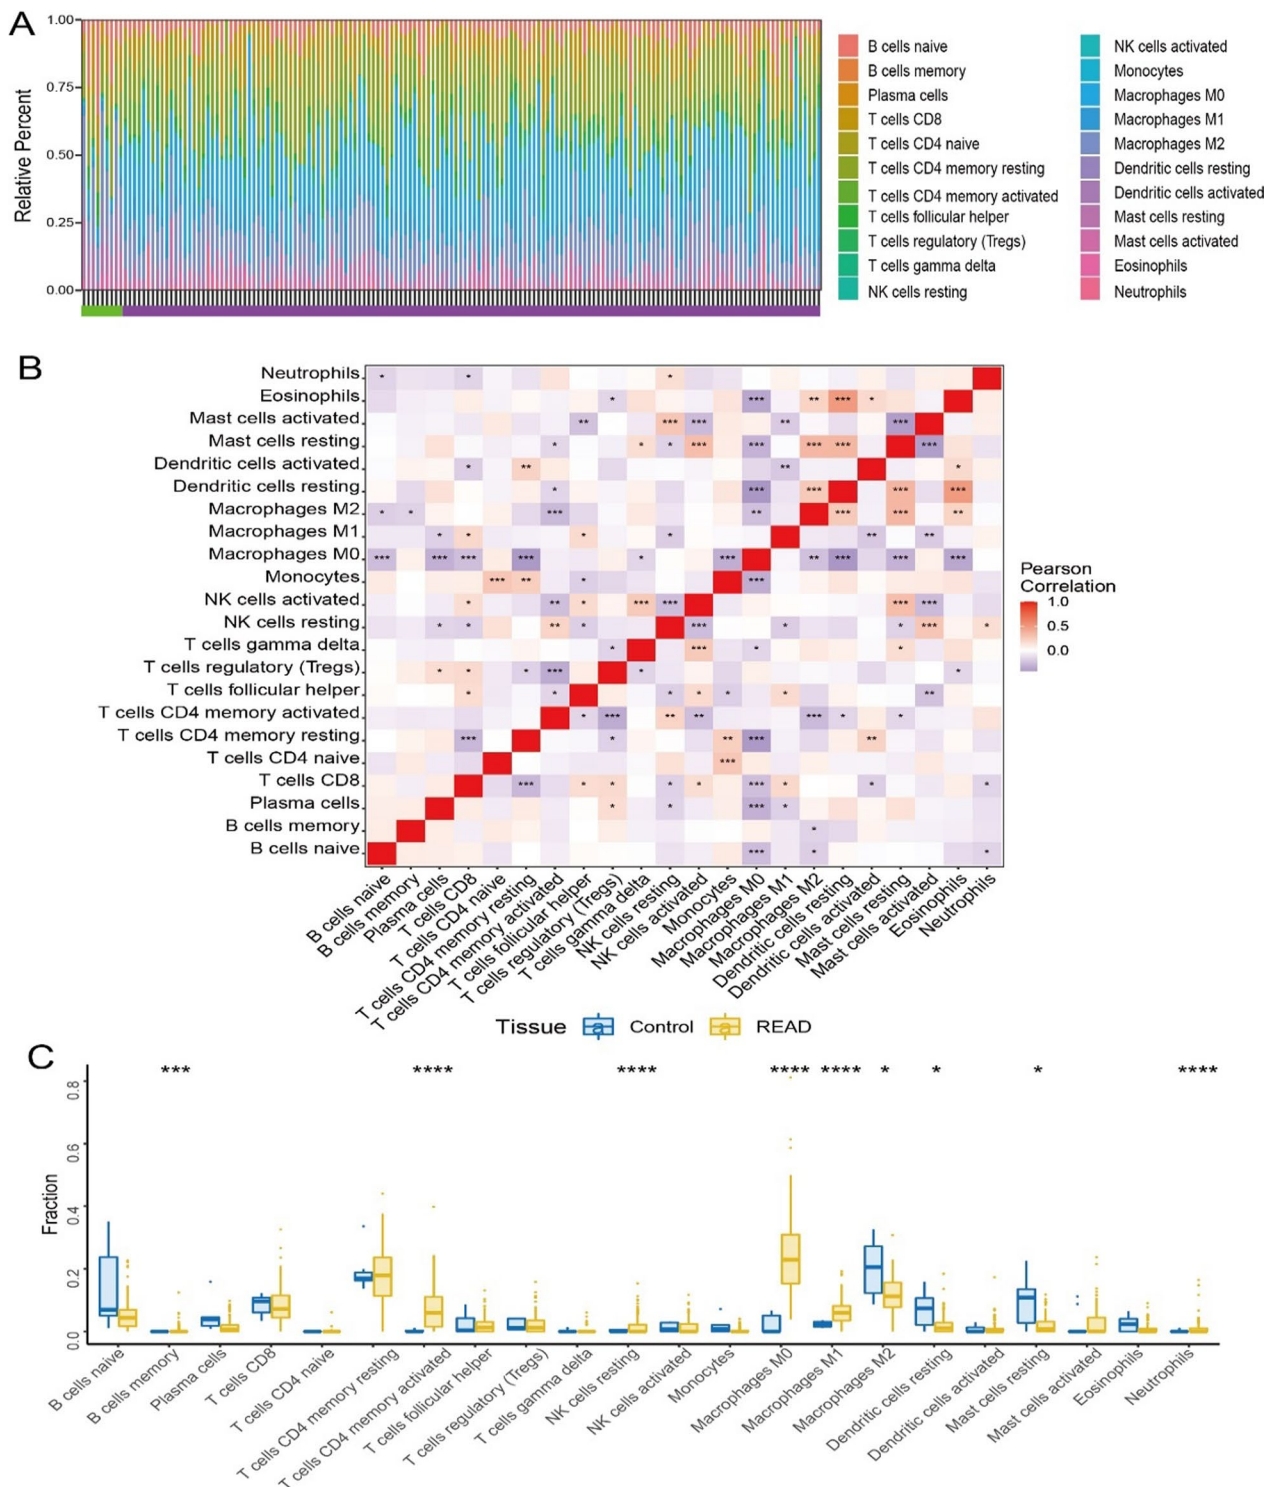 A
1.00
0.75
0.50
0.25
0.00
Relative Percent
B cells naive
B cells memory
Plasma cells
T cells CD8
T cells CD4 naive
T cells CD4 memory resting
T cells CD4 memory activated
T cells follicular helper
T cells regulatory (Tregs)
T cells gamma delta
NK cells resting
NK cells activated
Monocytes
Macrophages M0
Macrophages M1
Macrophages M2
Dendritic cells resting
Dendritic cells activated
Mast cells resting
Mast cells activated
Eosinophils
Neutrophils
B
Neutrophils
Eosinophils
Mast cells activated
Mast cells resting
Dendritic cells activated
Dendritic cells resting
Macrophages M2
Macrophages M1
Macrophages M0
Monocytes
NK cells activated
NK cells resting
T cells gamma delta
T cells regulatory (Tregs)
T cells follicular helper
T cells CD4 memory activated
T cells CD4 memory resting
T cells CD4 naive
T cells CD8
Plasma cells
B cells memory
B cells naive
B cells naive
B cells memory
Plasma cells
T cells CD8
T cells CD4 naive
T cells CD4 memory resting
T cells CD4 memory activated
T cells follicular helper
T cells regulatory (Tregs)
T cells gamma delta
NK cells resting
NK cells activated
Monocytes
Macrophages M0
Macrophages M1
Macrophages M2
Dendritic cells resting
Dendritic cells activated
Mast cells resting
Mast cells activated
Eosinophils
Neutrophils
Pearson
Correlation
1.0
0.5
0.0
Tissue a Control a READ
C
*** **** **** **** **** * * * ****
0.8
0.6
0.4
0.2
0.0
Fraction
B cells naive
B cells memory
Plasma cells
T cells CD8
T cells CD4 naive
T cells CD4 memory resting
T cells CD4 memory activated
T cells follicular helper
T cells regulatory (Tregs)
T cells gamma delta
NK cells resting
NK cells activated
Monocytes
Macrophages M0
Macrophages M1
Macrophages M2
Dendritic cells resting
Dendritic cells activated
Mast cells resting
Mast cells activated
Eosinophils
Neutrophils